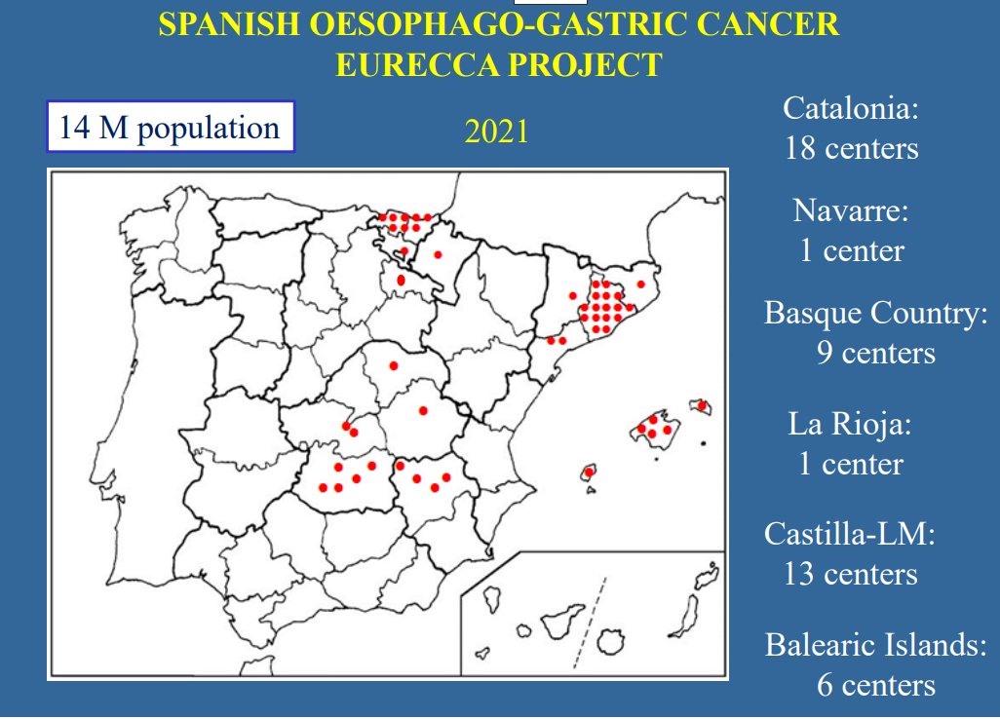 SPANISH OESOPHAGO-GASTRIC CANCER
EURECCA PROJECT
14 M population
2021
Catalonia:
18 centers
Navarre:
1 center
Basque Country:
9 centers
La Rioja:
1 center
Castilla-LM:
13 centers
Balearic Islands:
6 centers